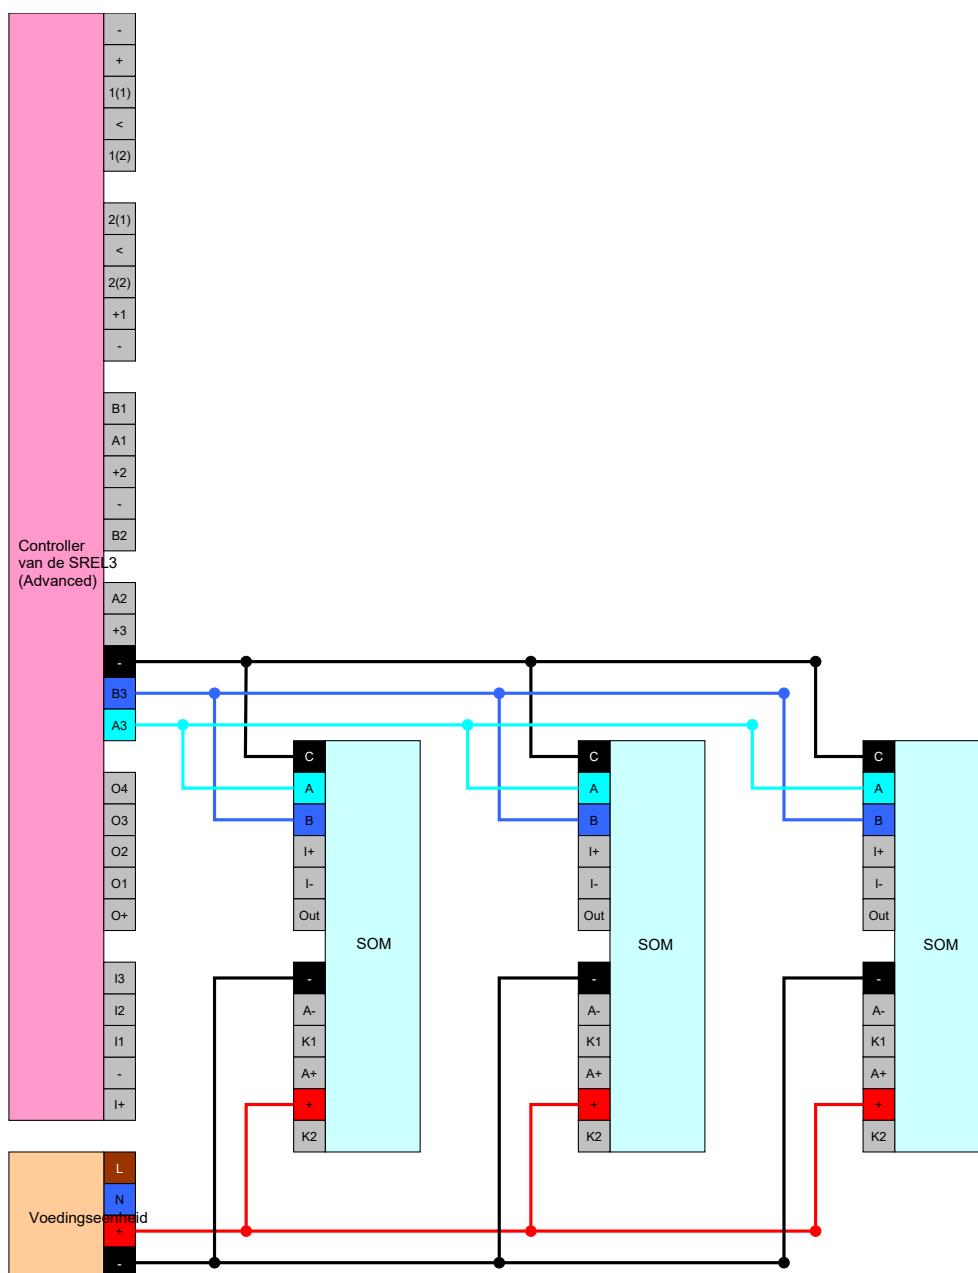 -
+
1(1)
<
1(2)
2(1)
<
2(2)
+1
-
B1
A1
+2
-
B2
Controller
van de SREL3
(Advanced)
A2
+3
-
B3
A3
O4
O3
O2
O1
O+
I3
I2
I1
-
I+
C
A
B
I+
I-
Out
SOM
-
A-
K1
A+
+
K2
C
A
B
I+
I-
Out
SOM
-
A-
K1
A+
+
K2
C
A
B
I+
I-
Out
SOM
-
A-
K1
A+
+
K2
L
N
Voedingseenheid
+
-